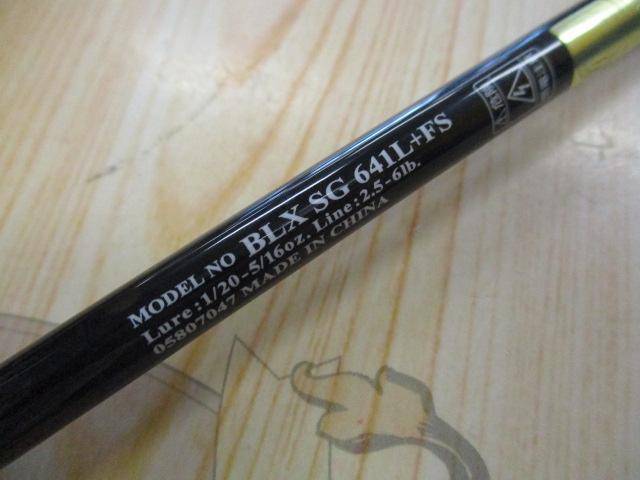 MODEL NO BLX SG 641L+FS
Lure:1/20-5/16oz. Line:2.5-6lb.
05807047 MADE IN CHINA